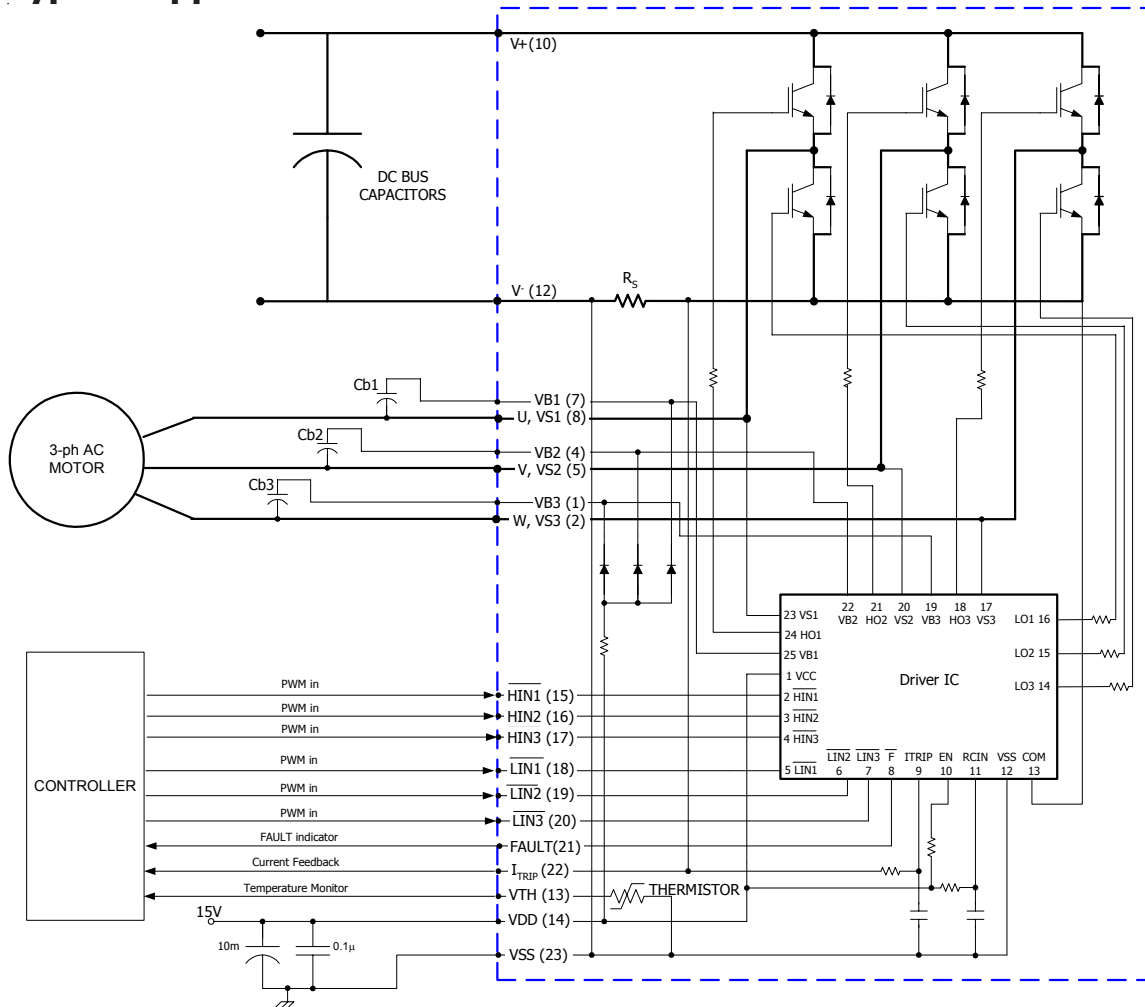 V+(10)
DC BUS
CAPACITORS
V- (12)
RS
Cb1
VB1 (7)
U, VS1 (8)
3-ph AC
MOTOR
Cb2
VB2 (4)
V, VS2 (5)
Cb3
VB3 (1)
W, VS3 (2)
23 VS1
24 HO1
25 VB1
1 VCC
2 HIN1
3 HIN2
4 HIN3
5 LIN1
22
VB2
21
HO2
20
VS2
19
VB3
18
HO3
17
VS3
LO1 16
LO2 15
LO3 14
Driver IC
LIN2
6
LIN3
7
F
8
ITRIP
9
EN
10
RCIN
11
VSS
12
COM
13
CONTROLLER
PWM in
HIN1 (15)
PWM in
HIN2 (16)
PWM in
HIN3 (17)
PWM in
LIN1 (18)
PWM in
LIN2 (19)
PWM in
LIN3 (20)
FAULT indicator
FAULT(21)
Current Feedback
ITRIP (22)
Temperature Monitor
VTH (13)
THERMISTOR
15V
VDD (14)
10m
0.1µ
VSS (23)